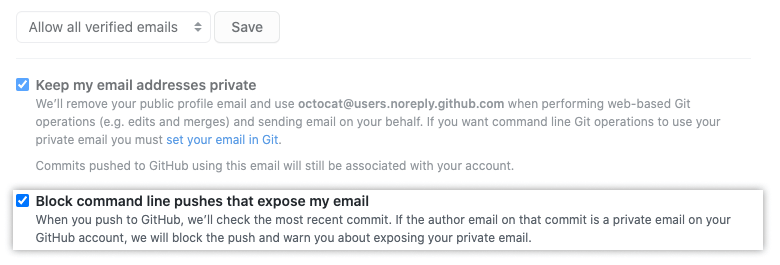 Allow all verified emails Save
Keep my email addresses private
We'll remove your public profile email and use octocat@users.noreply.github.com when performing web-based Git
operations (e.g. edits and merges) and sending email on your behalf. If you want command line Git operations to use your
private email you must set your email in Git.
Commits pushed to GitHub using this email will still be associated with your account.
Block command line pushes that expose my email
When you push to GitHub, we'll check the most recent commit. If the author email on that commit is a private email on your
GitHub account, we will block the push and warn you about exposing your private email.